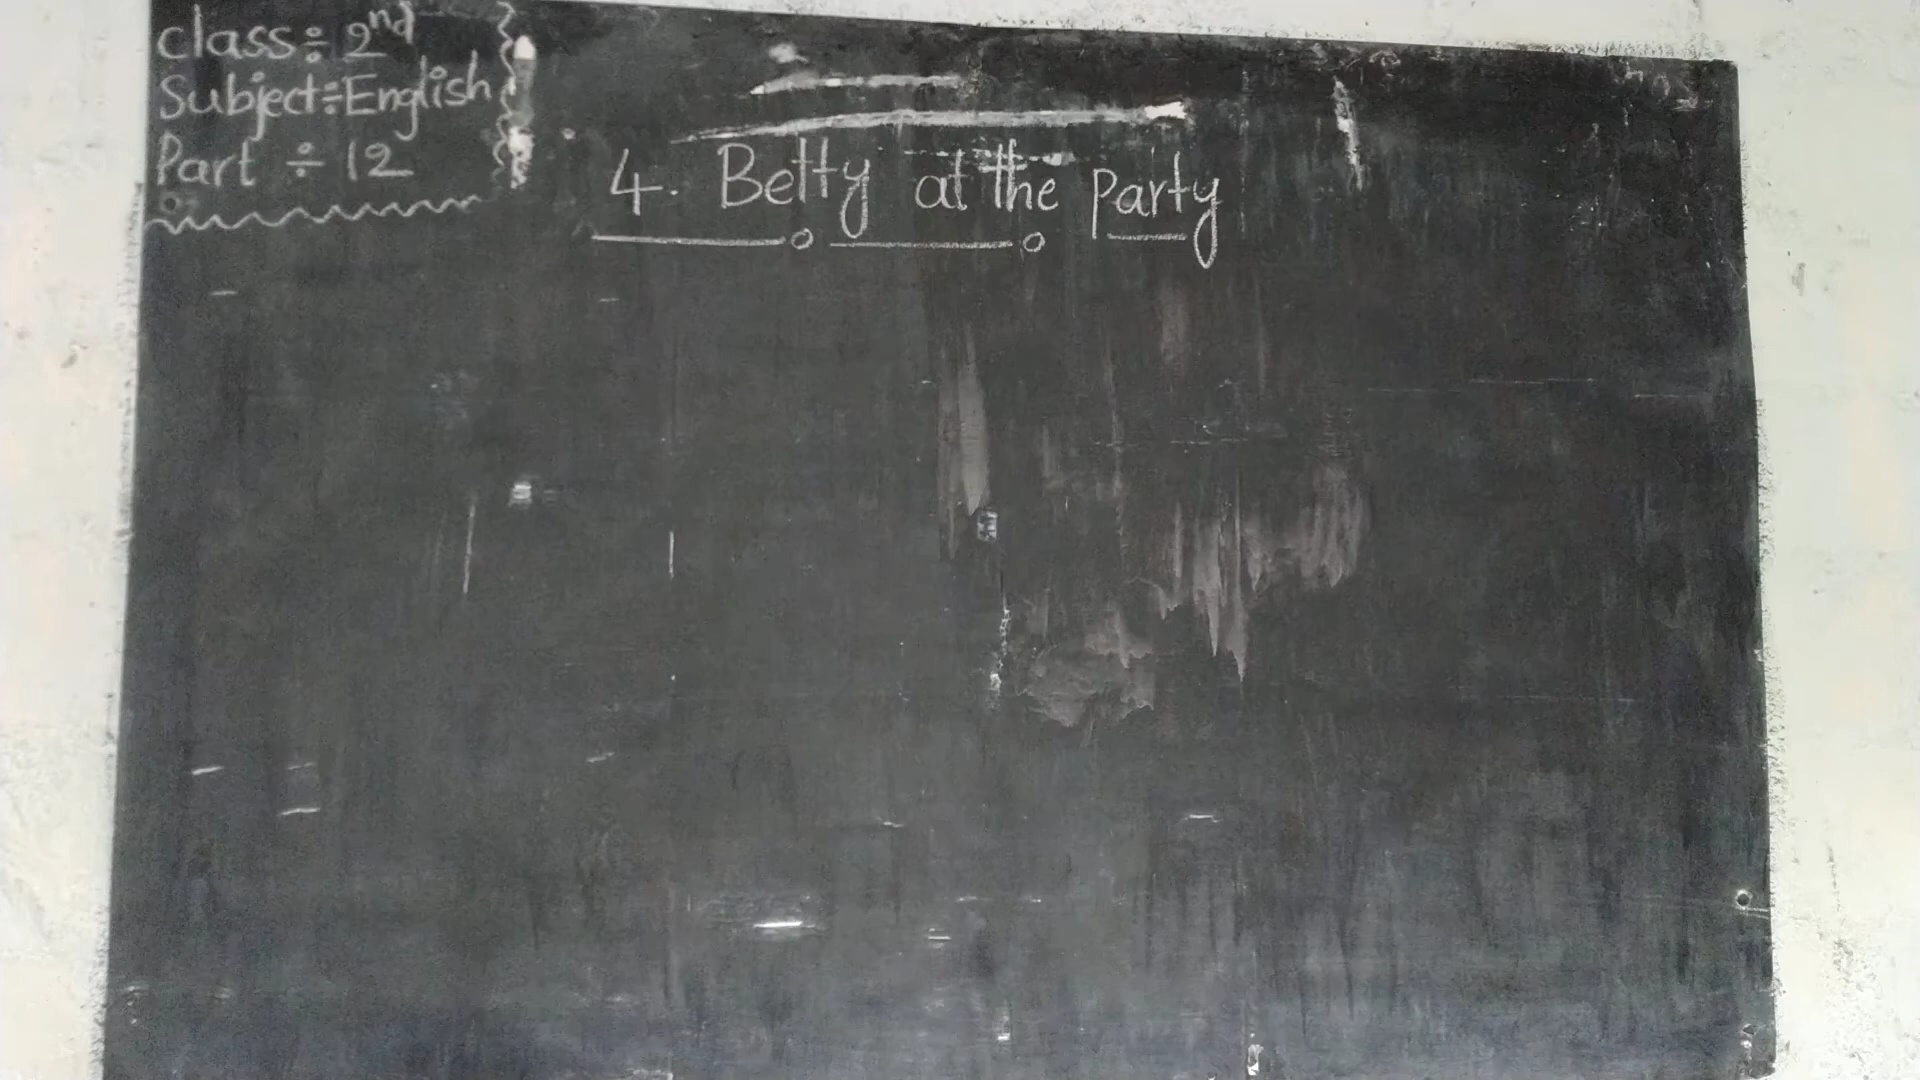 class÷ 2nd
Subject÷English
Part ÷ 12
4. Betty at the party